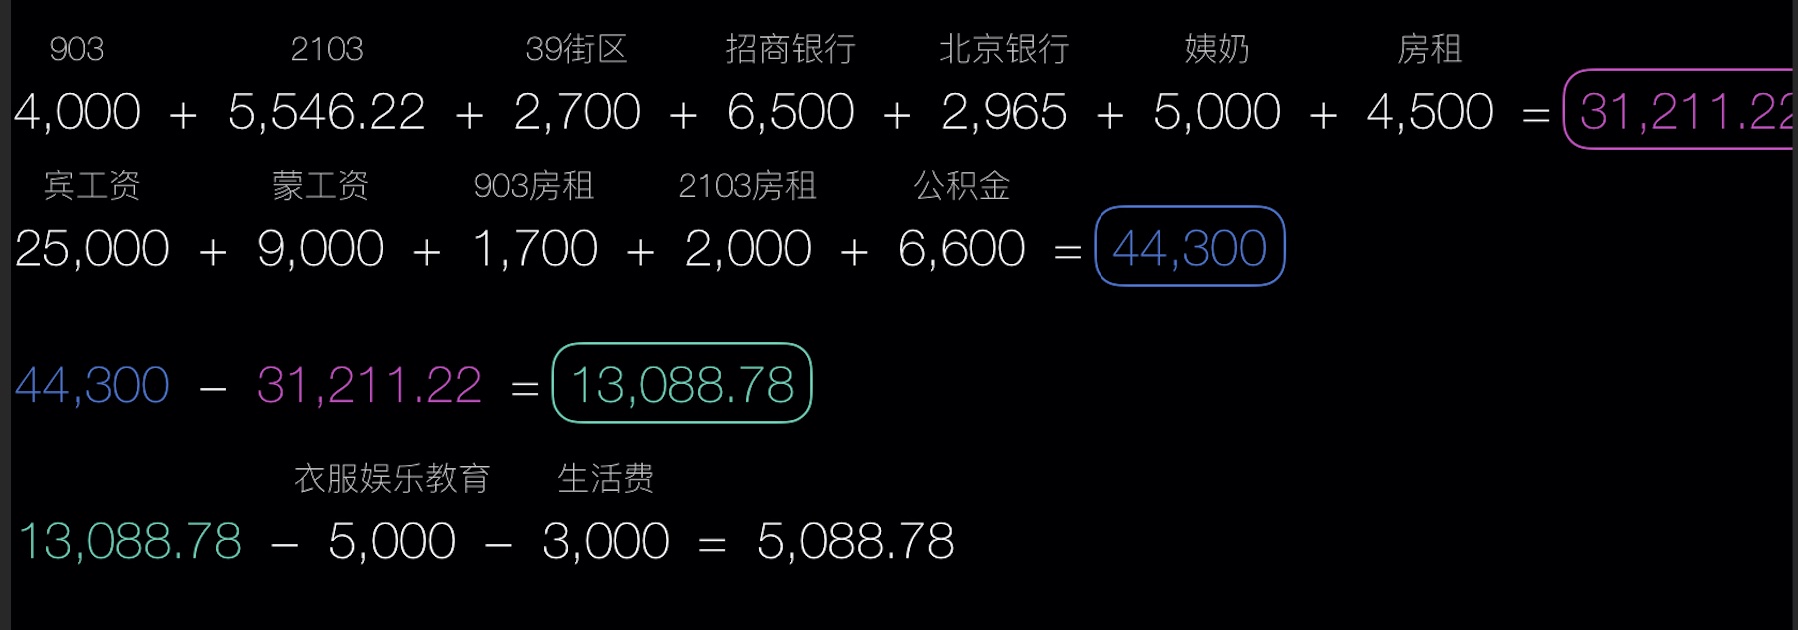 903 2103 39街区 招商银行 北京银行 姨奶 房租
4,000 + 5,546.22 + 2,700 + 6,500 + 2,965 + 5,000 + 4,500 = 31,211.22
宾工资 蒙工资 903房租 2103房租 公积金
25,000 + 9,000 + 1,700 + 2,000 + 6,600 = 44,300
44,300 − 31,211.22 = 13,088.78
衣服娱乐教育 生活费
13,088.78 − 5,000 − 3,000 = 5,088.78